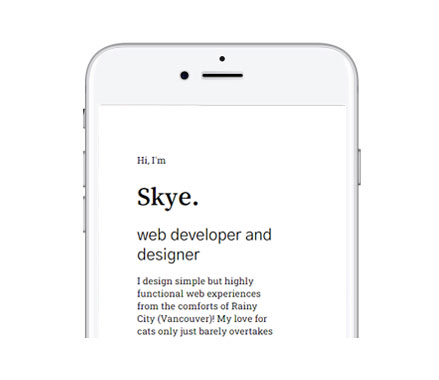 Hi, I'm
Skye.
web developer and
designer
I design simple but highly
functional web experiences
from the comforts of Rainy
City (Vancouver)! My love for
cats only just barely overtakes